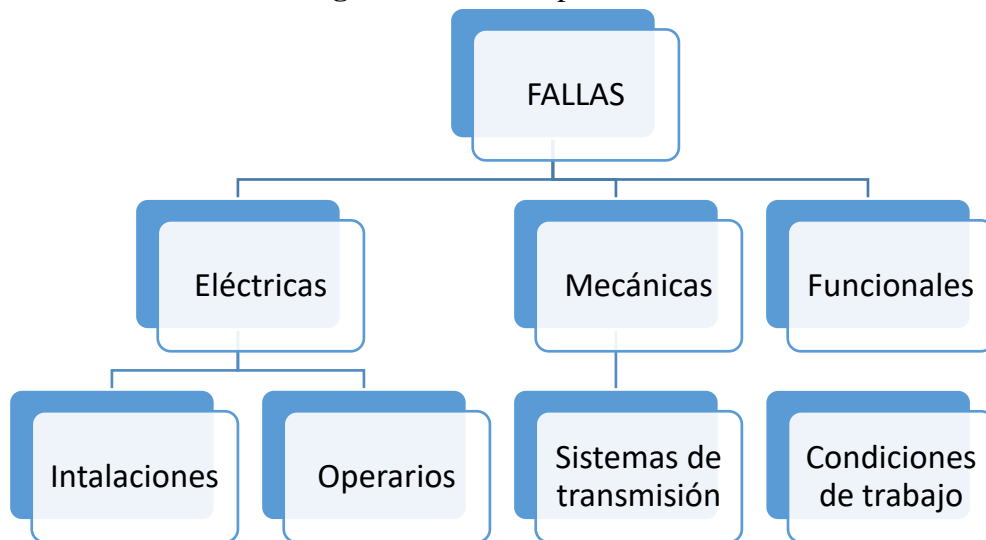 FALLAS
Eléctricas
Mecánicas
Funcionales
Intalaciones
Operarios
Sistemas de
transmisión
Condiciones
de trabajo